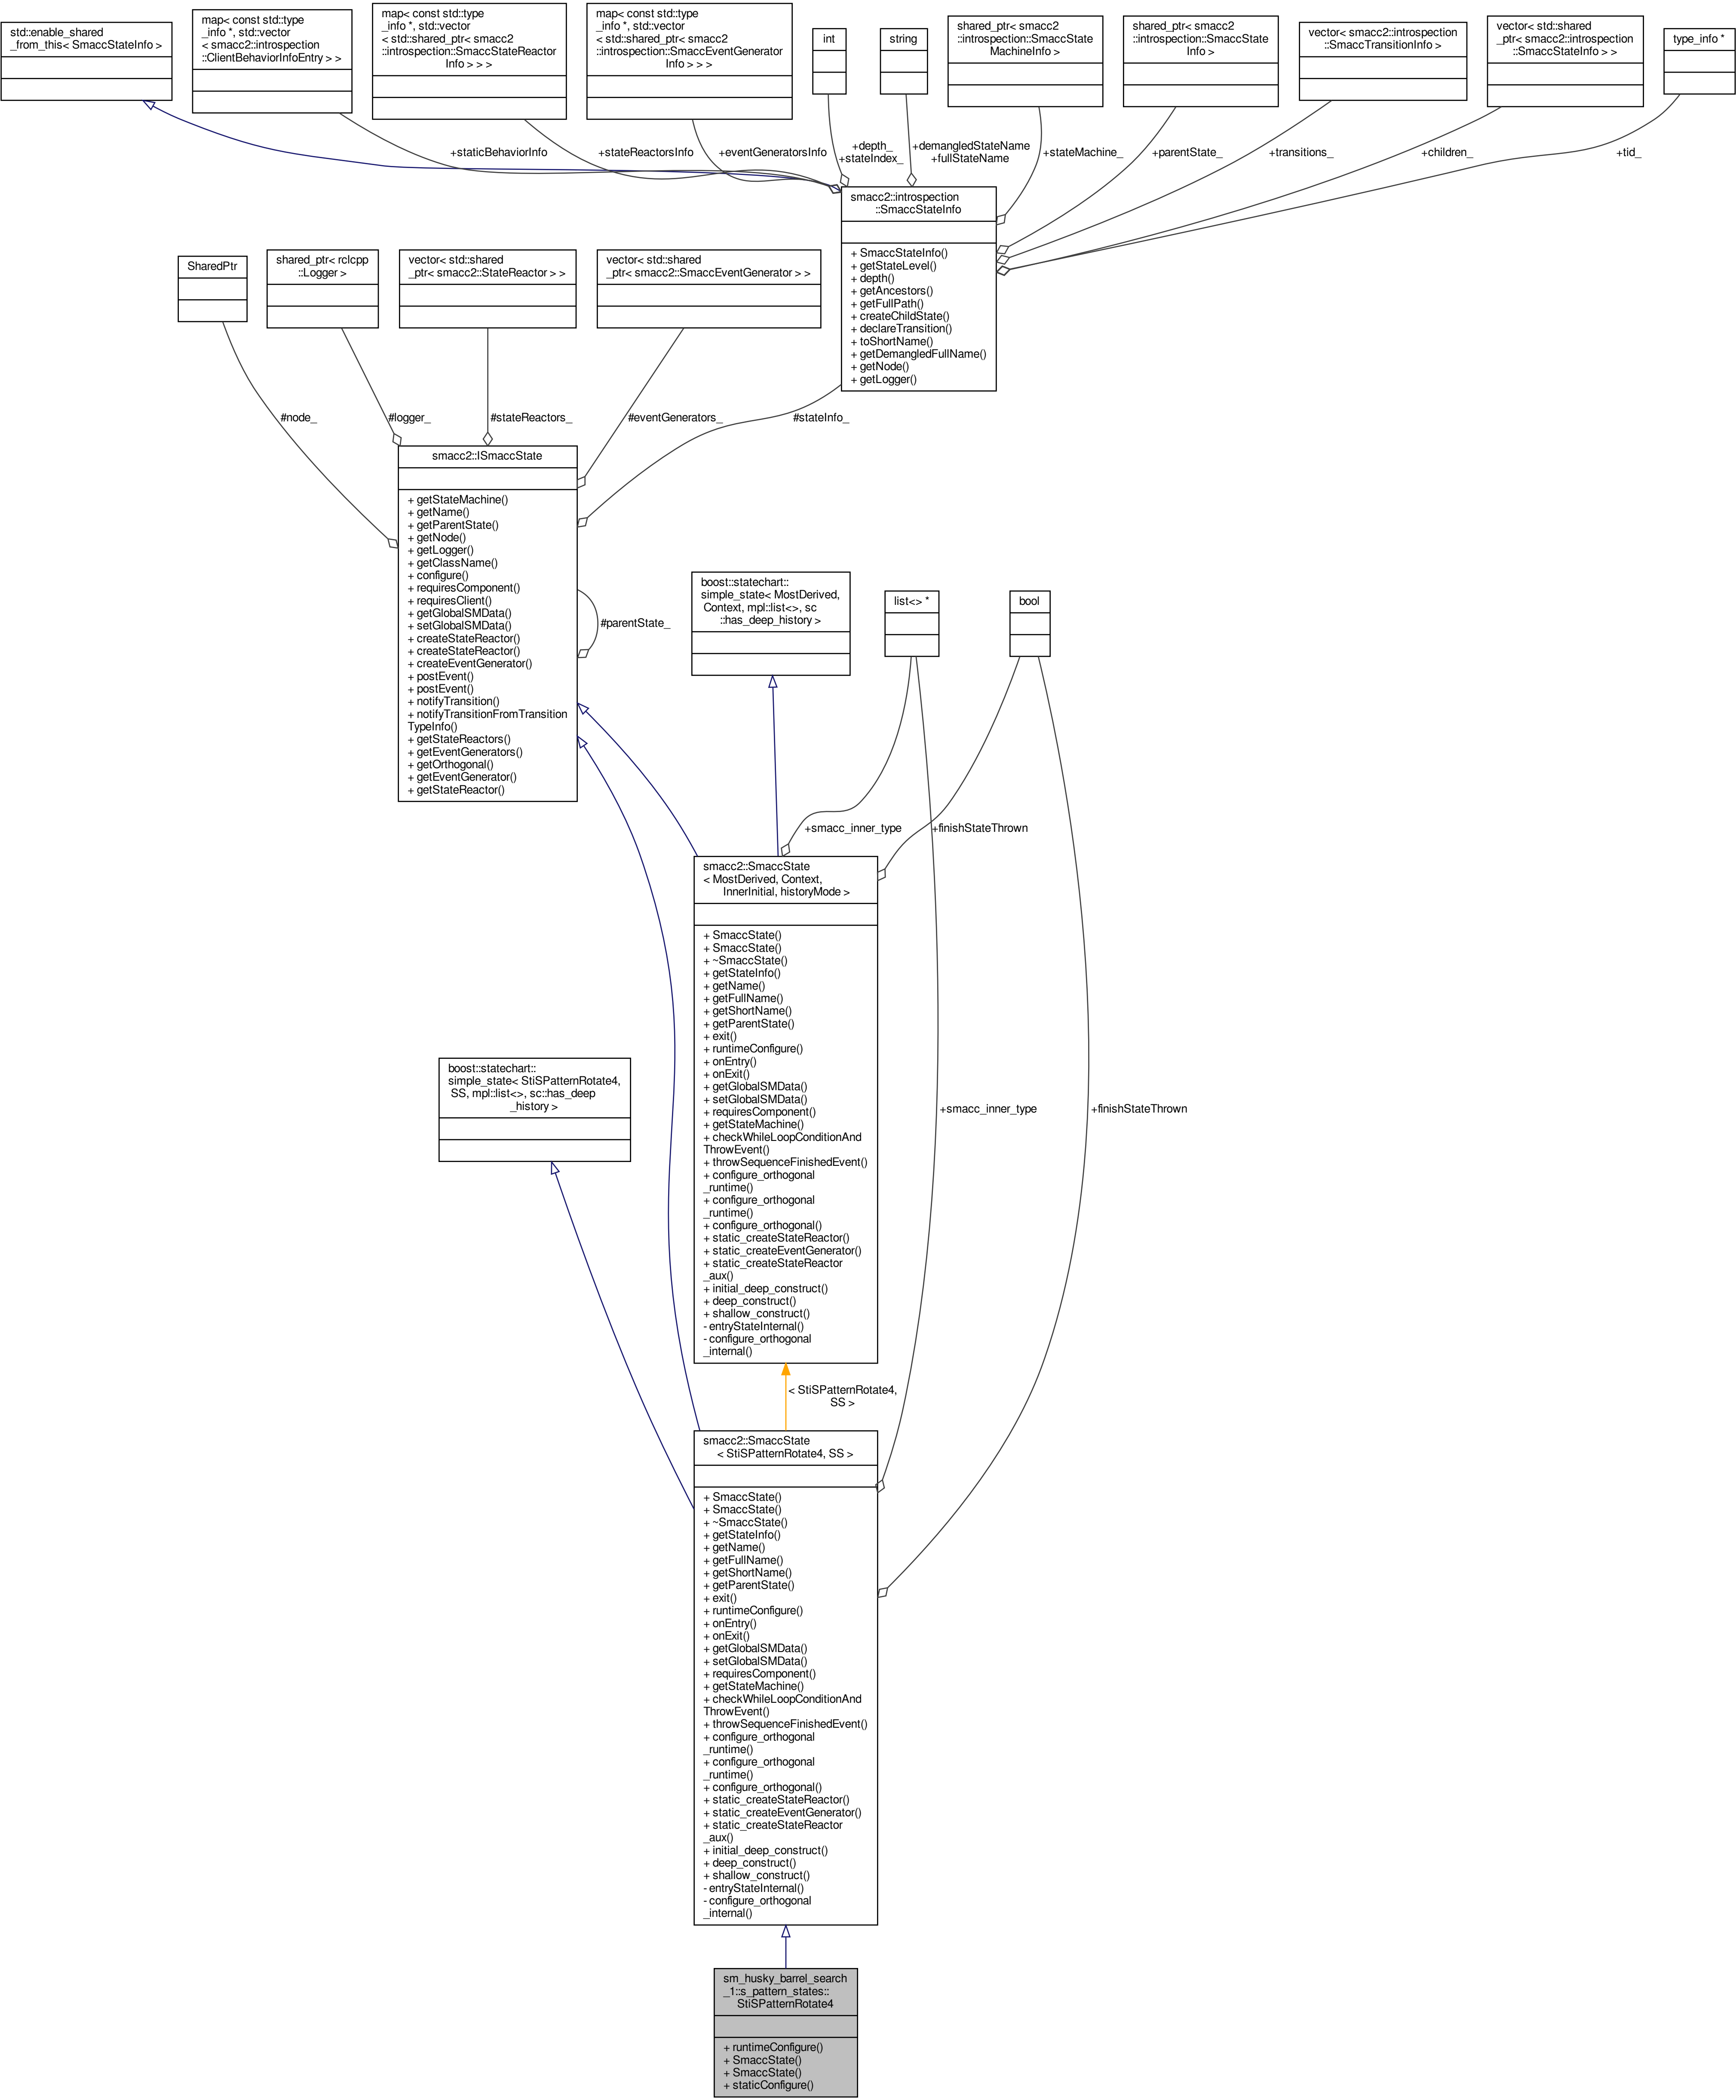 std::enable_shared
_from_this< SmaccStateInfo >
map< const std::type
_info *, std::vector
< smacc2::introspection
::ClientBehaviorInfoEntry > >
map< const std::type
_info *, std::vector
< std::shared_ptr< smacc2
::introspection::SmaccStateReactor
Info > > >
map< const std::type
_info *, std::vector
< std::shared_ptr< smacc2
::introspection::SmaccEventGenerator
Info > > >
int
string
shared_ptr< smacc2
::introspection::SmaccState
MachineInfo >
shared_ptr< smacc2
::introspection::SmaccState
Info >
vector< smacc2::introspection
::SmaccTransitionInfo >
vector< std::shared
_ptr< smacc2::introspection
::SmaccStateInfo > >
type_info *
+staticBehaviorInfo
+stateReactorsInfo
+eventGeneratorsInfo
+depth_
+stateIndex_
+demangledStateName
+fullStateName
+stateMachine_
+parentState_
+transitions_
+children_
+tid_
smacc2::introspection
::SmaccStateInfo
+ SmaccStateInfo()
+ getStateLevel()
+ depth()
+ getAncestors()
+ getFullPath()
+ createChildState()
+ declareTransition()
+ toShortName()
+ getDemangledFullName()
+ getNode()
+ getLogger()
SharedPtr
shared_ptr< rclcpp
::Logger >
vector< std::shared
_ptr< smacc2::StateReactor > >
vector< std::shared
_ptr< smacc2::SmaccEventGenerator > >
#node_
#logger_
#stateReactors_
#eventGenerators_
#stateInfo_
smacc2::ISmaccState
+ getStateMachine()
+ getName()
+ getParentState()
+ getNode()
+ getLogger()
+ getClassName()
+ configure()
+ requiresComponent()
+ requiresClient()
+ getGlobalSMData()
+ setGlobalSMData()
+ createStateReactor()
+ createStateReactor()
+ createEventGenerator()
+ postEvent()
+ postEvent()
+ notifyTransition()
+ notifyTransitionFromTransition
TypeInfo()
+ getStateReactors()
+ getEventGenerators()
+ getOrthogonal()
+ getEventGenerator()
+ getStateReactor()
#parentState_
boost::statechart::
simple_state< MostDerived,
Context, mpl::list<>, sc
::has_deep_history >
list<> *
bool
+smacc_inner_type
+finishStateThrown
smacc2::SmaccState
< MostDerived, Context,
InnerInitial, historyMode >
+ SmaccState()
+ SmaccState()
+ ~SmaccState()
+ getStateInfo()
+ getName()
+ getFullName()
+ getShortName()
+ getParentState()
+ exit()
+ runtimeConfigure()
+ onEntry()
+ onExit()
+ getGlobalSMData()
+ setGlobalSMData()
+ requiresComponent()
+ getStateMachine()
+ checkWhileLoopConditionAnd
ThrowEvent()
+ throwSequenceFinishedEvent()
+ configure_orthogonal
_runtime()
+ configure_orthogonal
_runtime()
+ configure_orthogonal()
+ static_createStateReactor()
+ static_createEventGenerator()
+ static_createStateReactor
_aux()
+ initial_deep_construct()
+ deep_construct()
+ shallow_construct()
- entryStateInternal()
- configure_orthogonal
_internal()
boost::statechart::
simple_state< StiSPatternRotate4,
SS, mpl::list<>, sc::has_deep
_history >
+smacc_inner_type
+finishStateThrown
< StiSPatternRotate4,
SS >
smacc2::SmaccState
< StiSPatternRotate4, SS >
+ SmaccState()
+ SmaccState()
+ ~SmaccState()
+ getStateInfo()
+ getName()
+ getFullName()
+ getShortName()
+ getParentState()
+ exit()
+ runtimeConfigure()
+ onEntry()
+ onExit()
+ getGlobalSMData()
+ setGlobalSMData()
+ requiresComponent()
+ getStateMachine()
+ checkWhileLoopConditionAnd
ThrowEvent()
+ throwSequenceFinishedEvent()
+ configure_orthogonal
_runtime()
+ configure_orthogonal
_runtime()
+ configure_orthogonal()
+ static_createStateReactor()
+ static_createEventGenerator()
+ static_createStateReactor
_aux()
+ initial_deep_construct()
+ deep_construct()
+ shallow_construct()
- entryStateInternal()
- configure_orthogonal
_internal()
sm_husky_barrel_search
_1::s_pattern_states::
StiSPatternRotate4
+ runtimeConfigure()
+ SmaccState()
+ SmaccState()
+ staticConfigure()